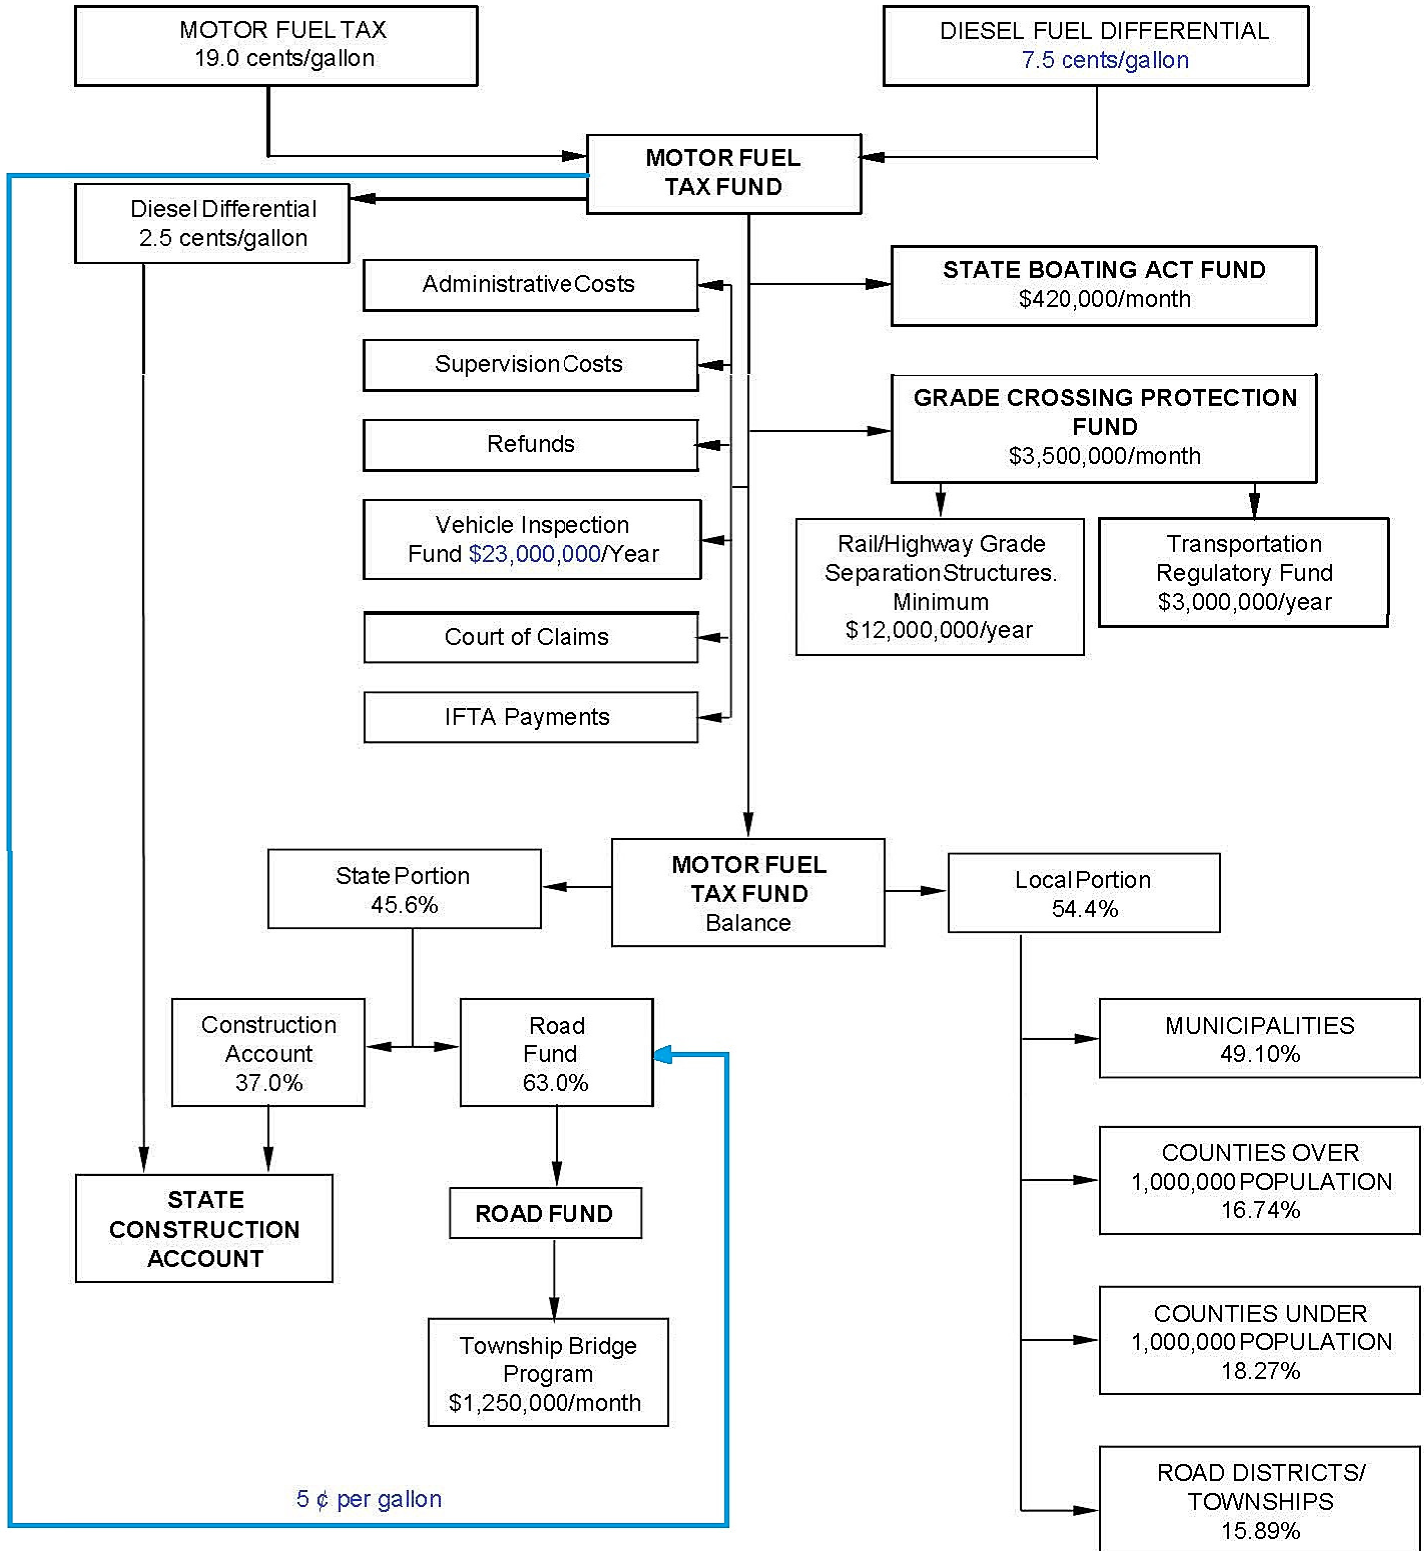 MOTOR FUEL TAX
19.0 cents/gallon
DIESEL FUEL DIFFERENTIAL
7.5 cents/gallon
MOTOR FUEL
TAX FUND
Diesel Differential
2.5 cents/gallon
Administrative Costs
STATE BOATING ACT FUND
$420,000/month
Supervision Costs
GRADE CROSSING PROTECTION
FUND
$3,500,000/month
Refunds
Vehicle Inspection
Fund $23,000,000/Year
Rail/Highway Grade
Separation Structures.
Minimum
$12,000,000/year
Transportation
Regulatory Fund
$3,000,000/year
Court of Claims
IFTA Payments
State Portion
45.6%
MOTOR FUEL
TAX FUND
Balance
Local Portion
54.4%
Construction
Account
37.0%
Road
Fund
63.0%
MUNICIPALITIES
49.10%
COUNTIES OVER
1,000,000 POPULATION
16.74%
STATE
CONSTRUCTION
ACCOUNT
ROAD FUND
COUNTIES UNDER
1,000,000 POPULATION
18.27%
Township Bridge
Program
$1,250,000/month
ROAD DISTRICTS/
TOWNSHIPS
15.89%
5 ¢ per gallon